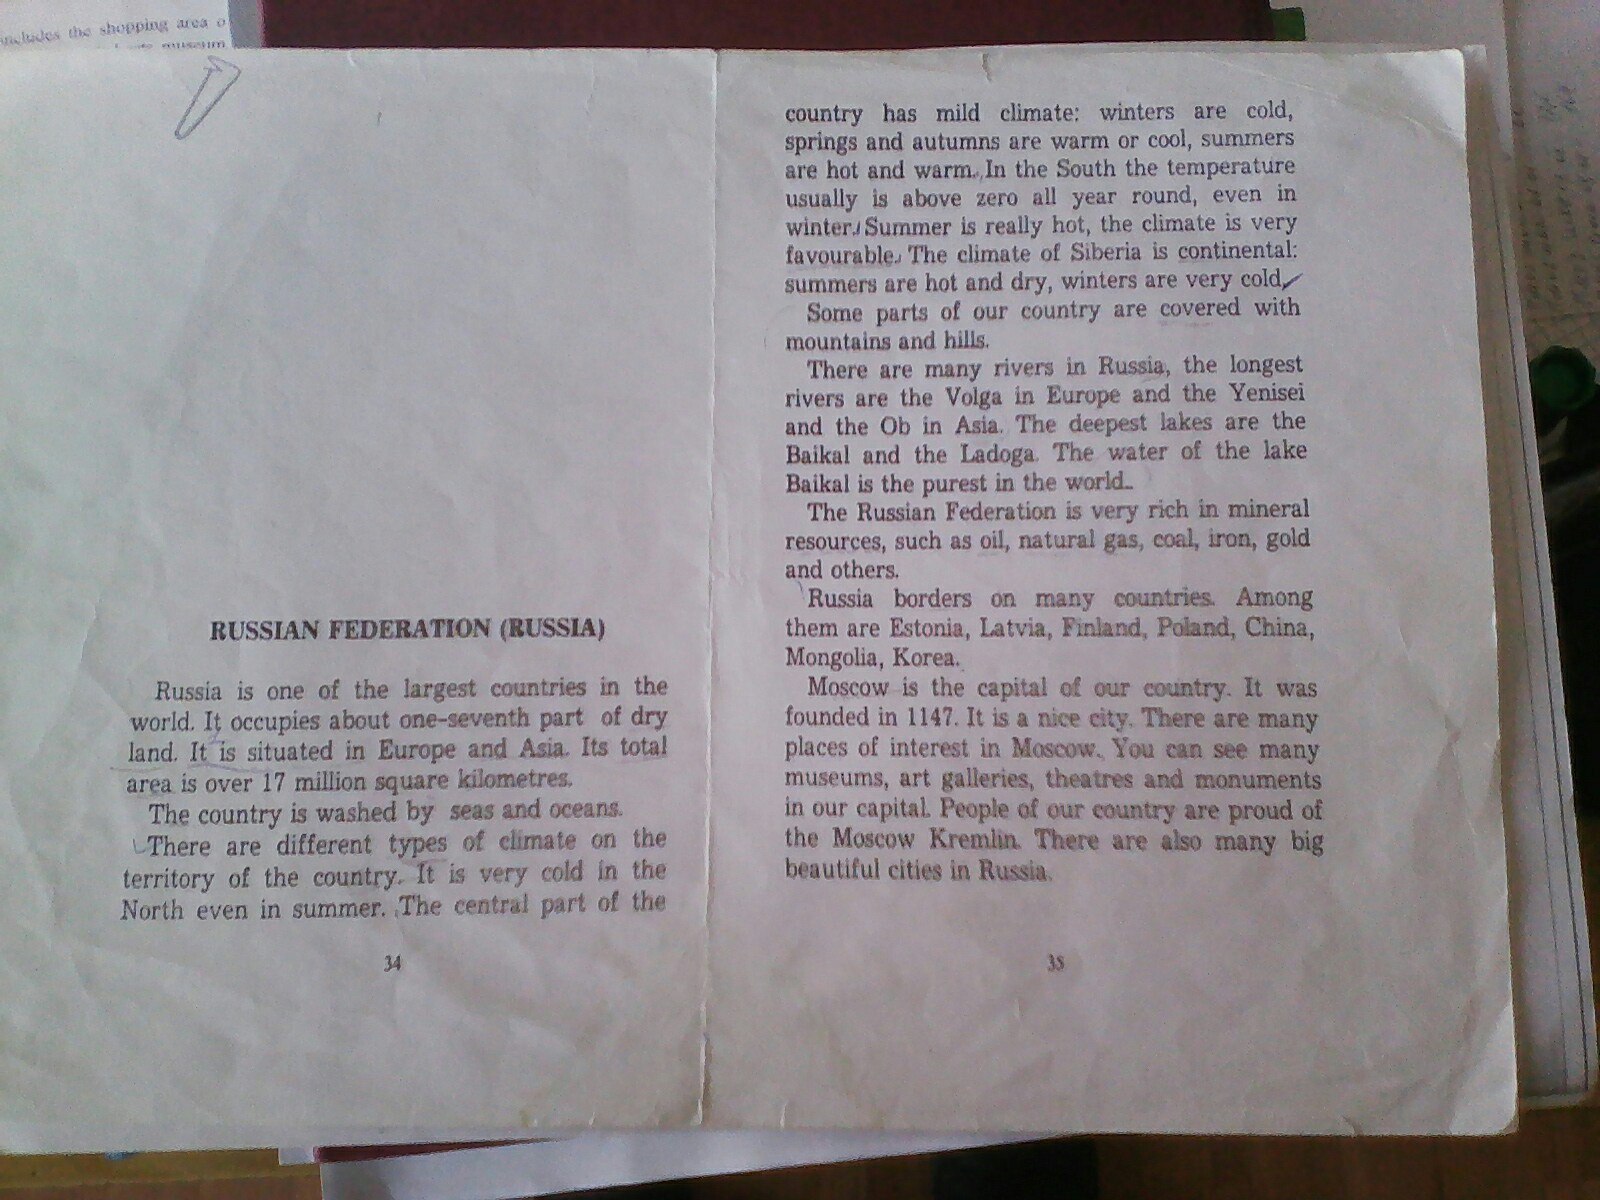 includes the shopping area o
museum
RUSSIAN FEDERATION (RUSSIA)
Russia is one of the largest countries in the
world. It occupies about one-seventh part of dry
land. It is situated in Europe and Asia. Its total
area is over 17 million square kilometres.
The country is washed by seas and oceans.
There are different types of climate on the
territory of the country. It is very cold in the
North even in summer. The central part of the
34
country has mild climate: winters are cold,
springs and autumns are warm or cool, summers
are hot and warm. In the South the temperature
usually is above zero all year round, even in
winter. Summer is really hot, the climate is very
favourable. The climate of Siberia is continental:
summers are hot and dry, winters are very cold.
Some parts of our country are covered with
mountains and hills.
There are many rivers in Russia, the longest
rivers are the Volga in Europe and the Yenisei
and the Ob in Asia. The deepest lakes are the
Baikal and the Ladoga. The water of the lake
Baikal is the purest in the world.
The Russian Federation is very rich in mineral
resources, such as oil, natural gas, coal, iron, gold
and others.
Russia borders on many countries. Among
them are Estonia, Latvia, Finland, Poland, China,
Mongolia, Korea.
Moscow is the capital of our country. It was
founded in 1147. It is a nice city. There are many
places of interest in Moscow. You can see many
museums, art galleries, theatres and monuments
in our capital. People of our country are proud of
the Moscow Kremlin. There are also many big
beautiful cities in Russia.
35